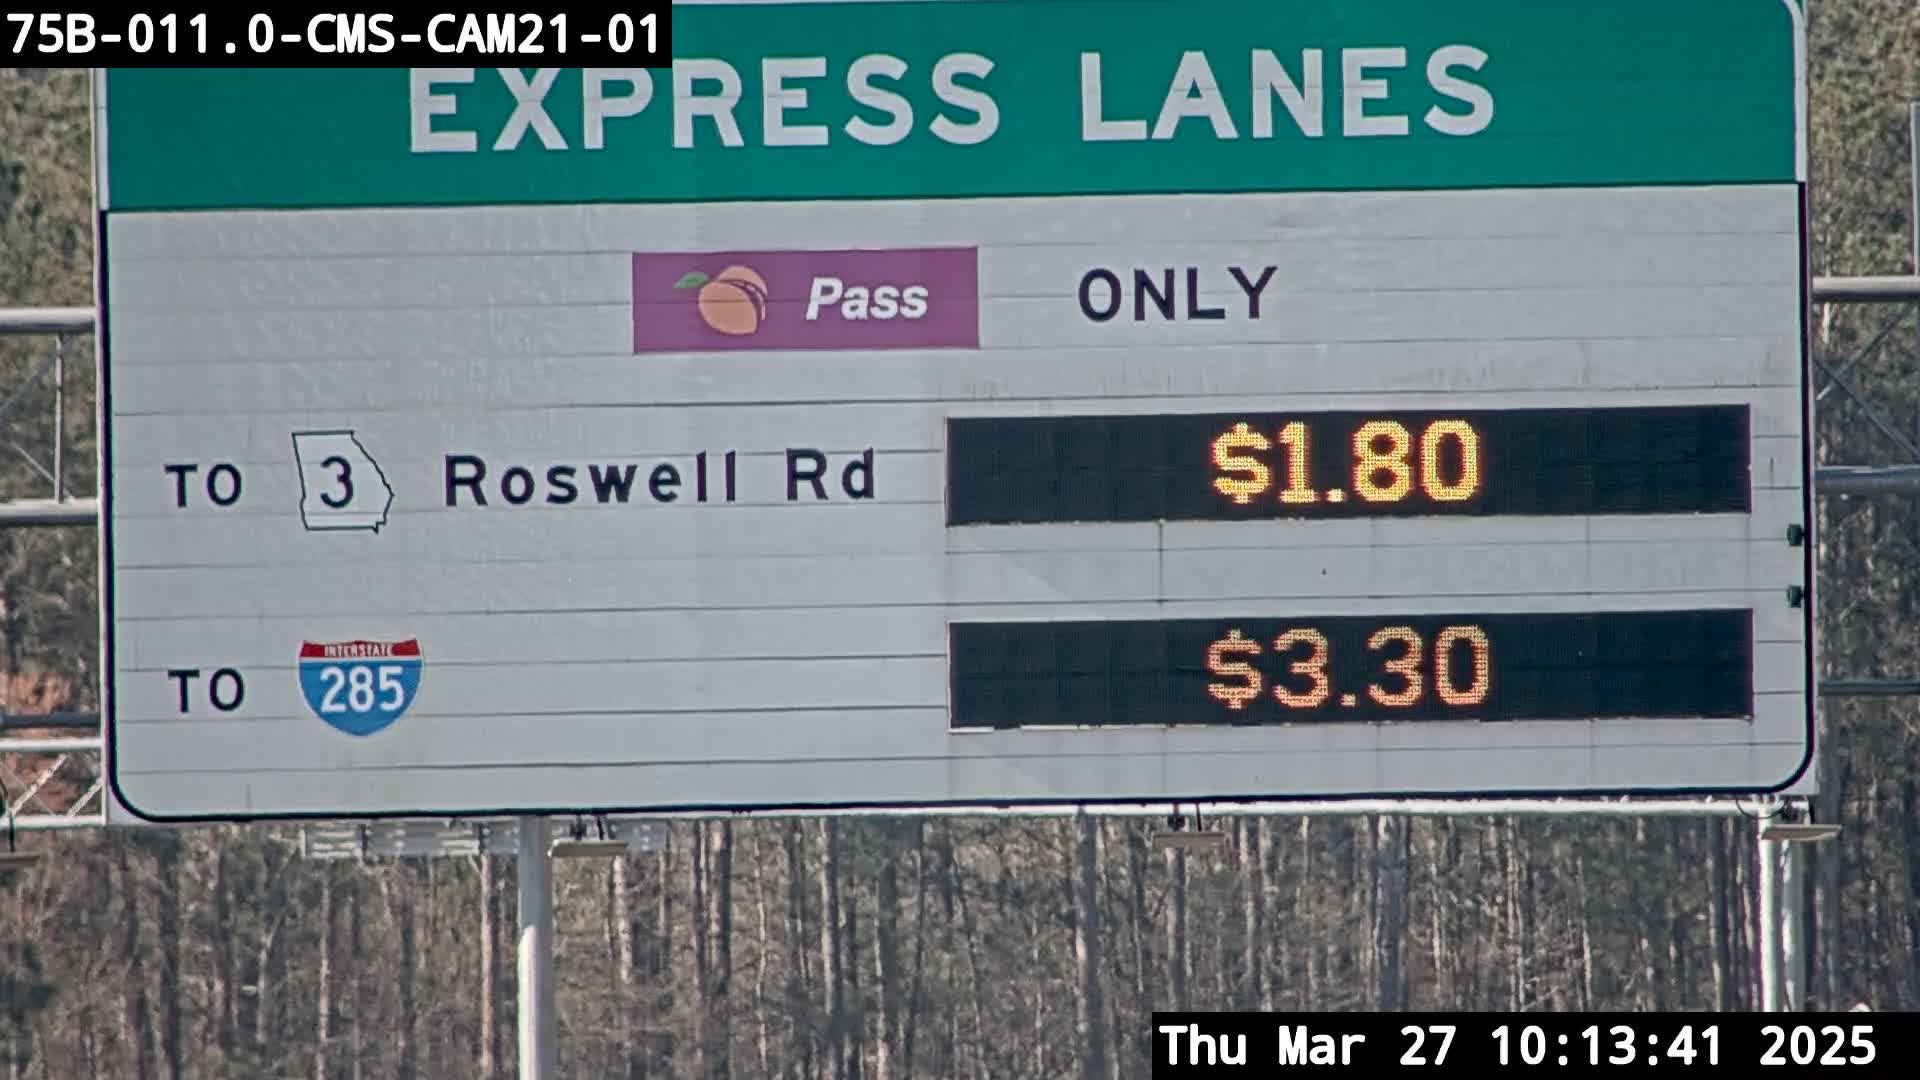 75B-011.0-CMS-CAM21-01
EXPRESS LANES
Pass ONLY
TO 3 Roswell Rd $1.80
INTERSTATE
TO 285 $3.30
Thu Mar 27 10:13:41 2025